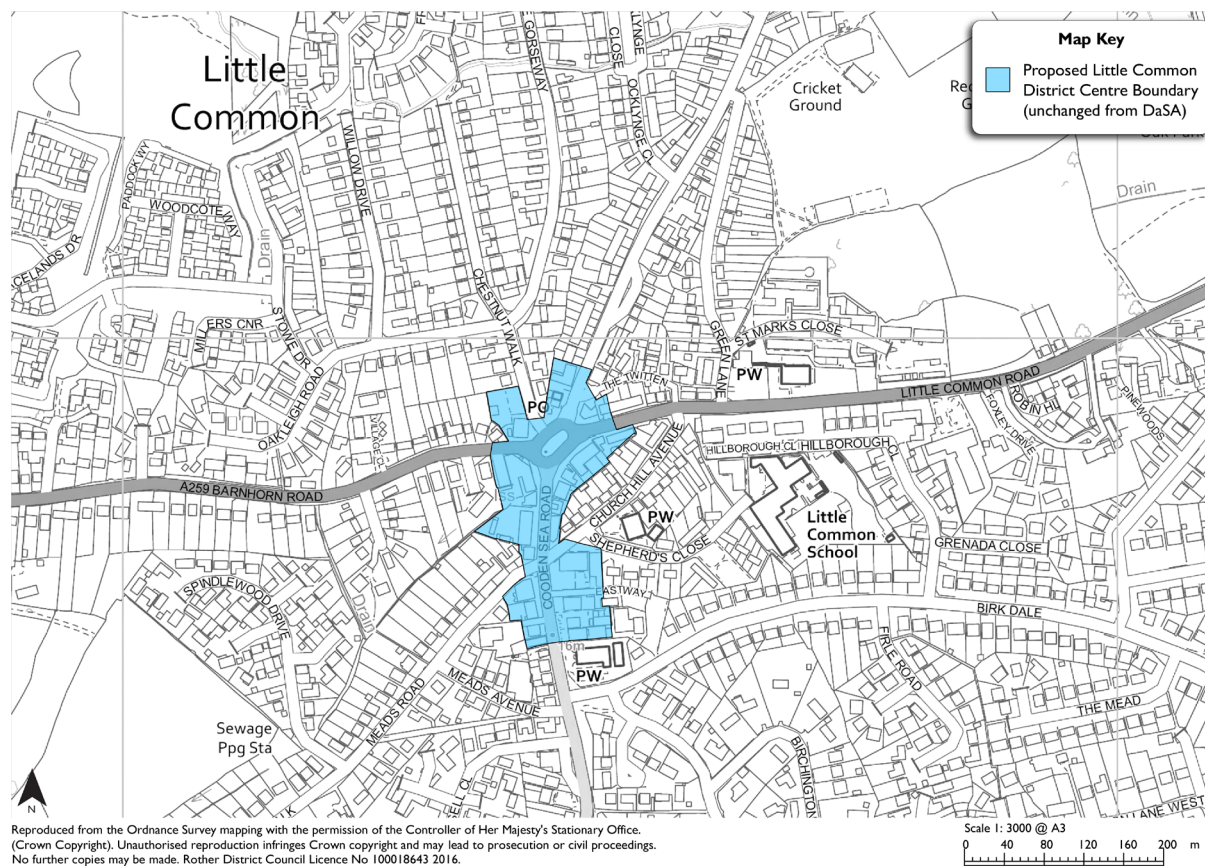 Little
Common
Map Key
Proposed Little Common
District Centre Boundary
(unchanged from DaSA)
Cricket
Ground
Drain
GORSEWAY
CLOSE
OCKLYNGE CL
WILLOW DRIVE
PADDOCK WY
WOODCOTE WAY
Drain
CHESTNUT WALK
STOWE DR
OAKLEIGH ROAD
GREEN LANE
ST MARKS CLOSE
PW
THE TWITTEN
LITTLE COMMON ROAD
ROBIN HL
FOXLEY DRIVE
PINEWOODS
HILLBOROUGH CL
HILLBOROUGH CL
A259 BARNHORN ROAD
COODEN SEA ROAD
CHURCH HIL AVENUE
PW
SHEPHERD'S CLOSE
Little
Common
School
GRENADA CLOSE
EASTWAY
BIRK DALE
SPINDLEWOOD DRIVE
Drain
16m
PW
FIRLE ROAD
MEADS AVENUE
MEADS ROAD
THE MEAD
Sewage
Ppg Sta
N
Reproduced from the Ordnance Survey mapping with the permission of the Controller of Her Majesty's Stationary Office.
(Crown Copyright). Unauthorised reproduction infringes Crown copyright and may lead to prosecution or civil proceedings.
No further copies may be made. Rother District Council Licence No 100018643 2016.
Scale 1: 3000 @ A3
0 40 80 120 160 200 m